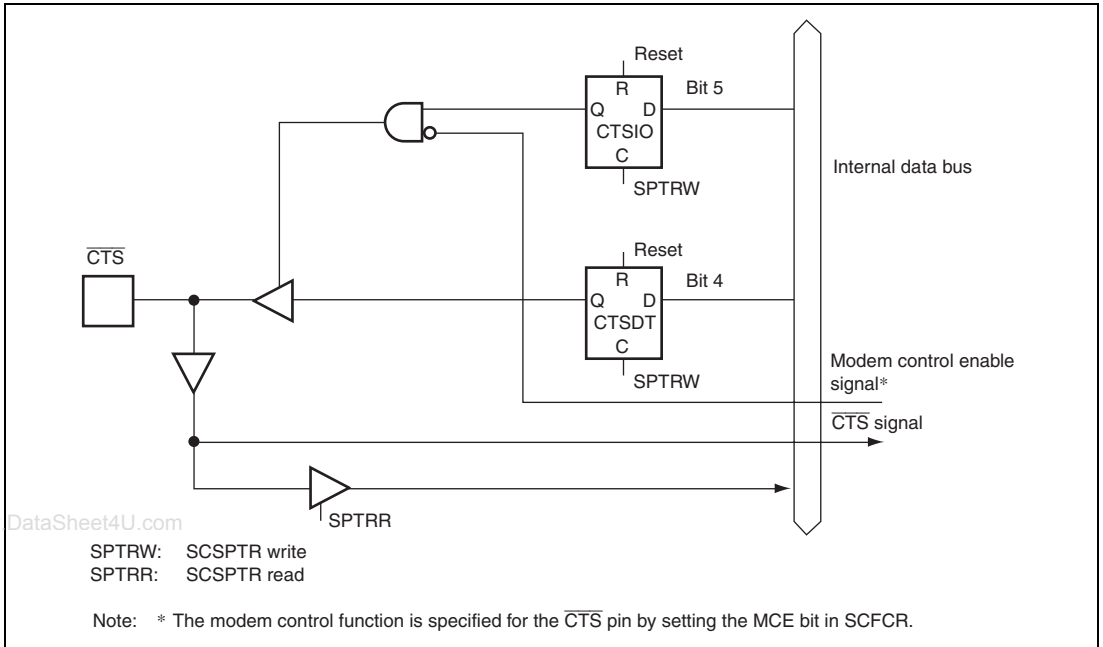 Reset
R
Bit 5
Q D
CTSIO
C
SPTRW
Internal data bus
CTS
Reset
R
Bit 4
Q D
CTSDT
C
SPTRW
Modem control enable
signal*
CTS signal
SPTRR
DataSheet4U.com
SPTRW: SCSPTR write
SPTRR: SCSPTR read
Note: * The modem control function is specified for the CTS pin by setting the MCE bit in SCFCR.